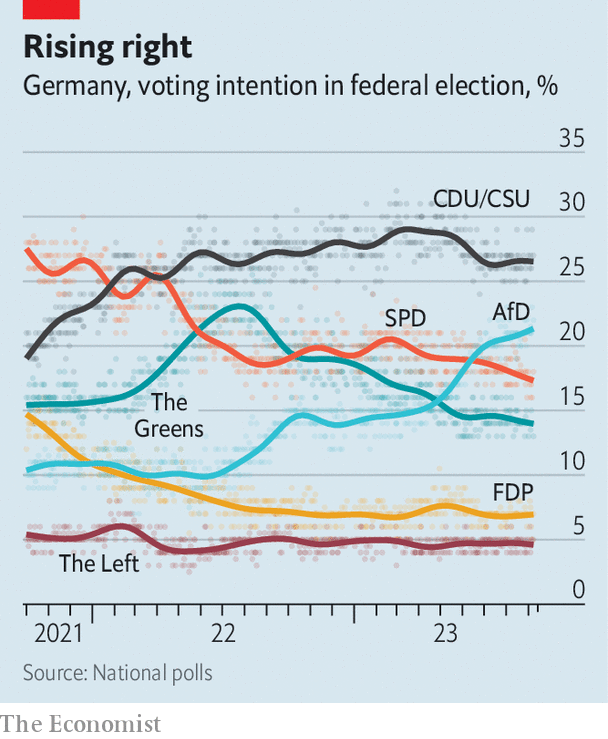 Rising right
Germany, voting intention in federal election, %
35
CDU/CSU
30
25
AfD
SPD
20
The
Greens
15
10
FDP
5
The Left
0
2021
22
23
Source: National polls
The Economist